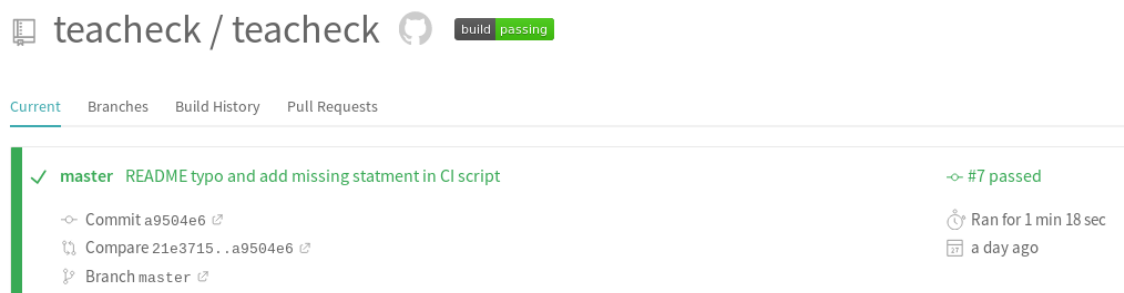 teacheck / teacheck build passing
Current Branches Build History Pull Requests
master README typo and add missing statment in CI script #7 passed
Commit a9504e6 Ran for 1 min 18 sec
Compare 21e3715..a9504e6 27 a day ago
Branch master